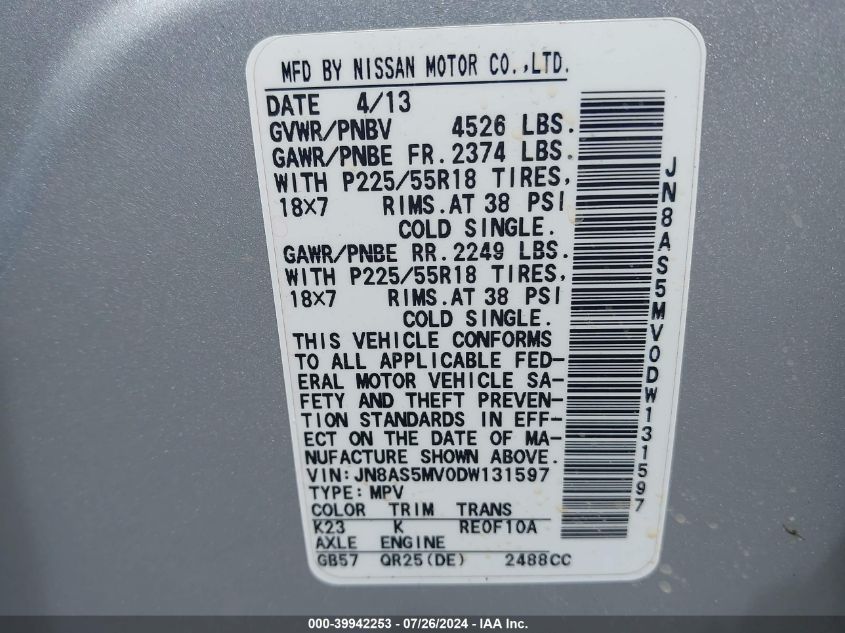 MFD BY NISSAN MOTOR CO.,LTD.
DATE 4/13
GVWR/PNBV 4526 LBS.
GAWR/PNBE FR. 2374 LBS.
WITH P225/55R18 TIRES,
18X7 RIMS.AT 38 PSI
COLD SINGLE.
GAWR/PNBE RR. 2249 LBS.
WITH P225/55R18 TIRES,
18X7 RIMS.AT 38 PSI
COLD SINGLE.
THIS VEHICLE CONFORMS
TO ALL APPLICABLE FED-
ERAL MOTOR VEHICLE SA-
FETY AND THEFT PREVEN-
TION STANDARDS IN EFF-
ECT ON THE DATE OF MA-
NUFACTURE SHOWN ABOVE.
VIN:JN8AS5MV0DW131597
TYPE:MPV
COLOR TRIM TRANS
K23 K RE0F10A
AXLE ENGINE
GB57 QR25(DE) 2488CC
JN8AS5MV0DW131597
000-39942253 - 07/26/2024 - IAA Inc.